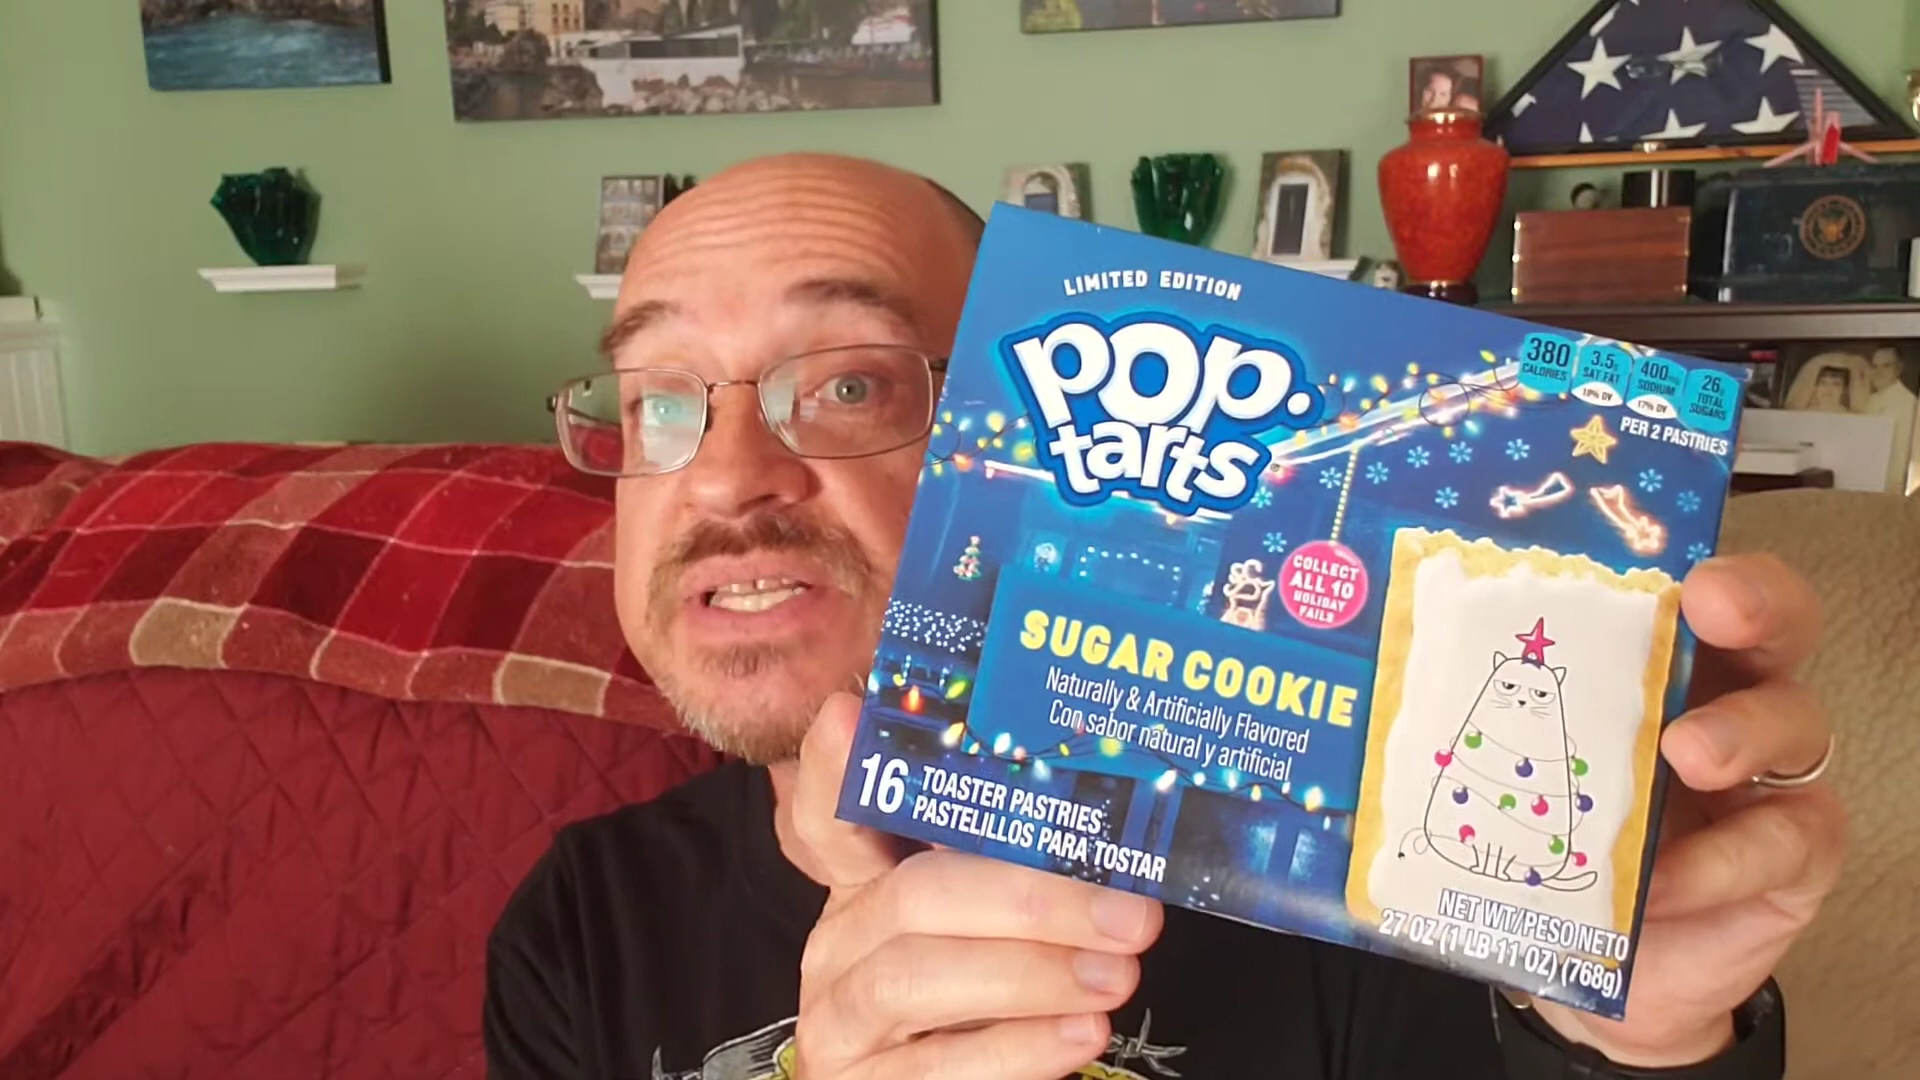 LIMITED EDITION
POP.
tarts
380
CALORIES
3.5g
SAT FAT
18% DV
400mg
SODIUM
17% DV
26g
TOTAL
SUGARS
PER 2 PASTRIES
COLLECT
ALL 10
HOLIDAY
FAILS
SUGAR COOKIE
Naturally & Artificially Flavored
Con sabor natural y artificial
16 TOASTER PASTRIES
PASTELILLOS PARA TOSTAR
NET WT/PESO NETO
27 OZ (1 LB 11 OZ) (768g)